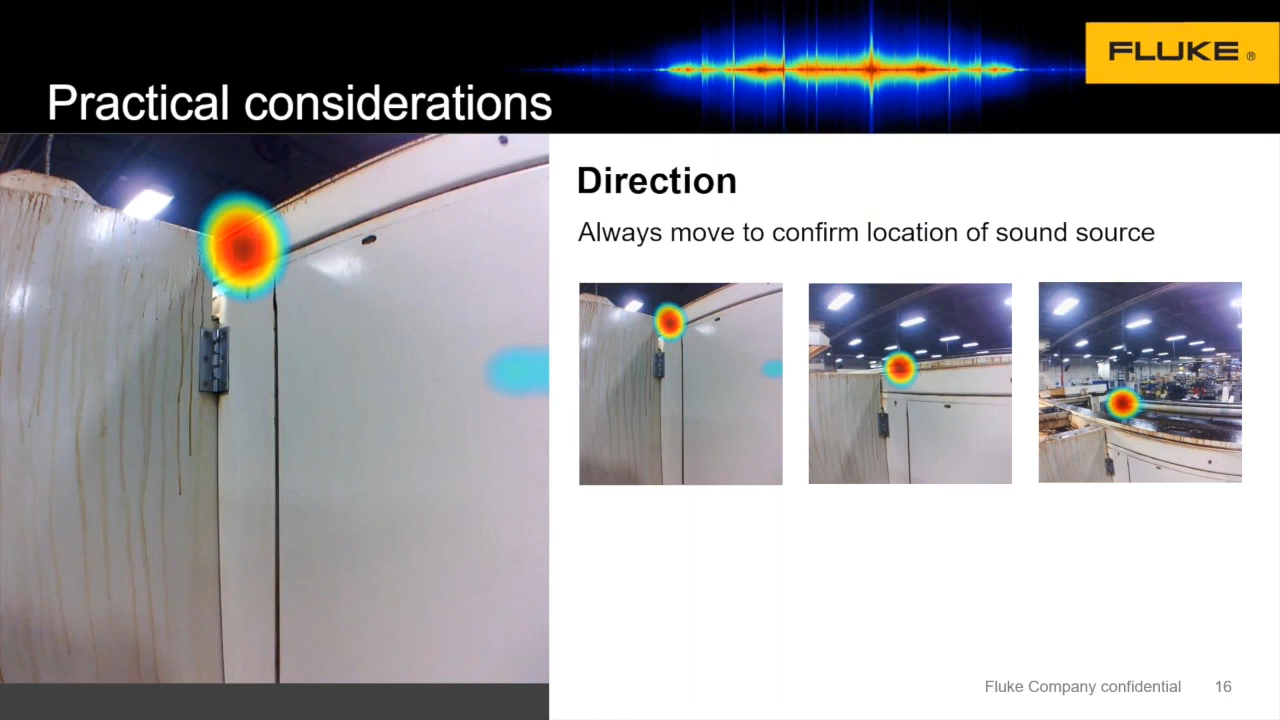 FLUKE ®
Practical considerations
Direction
Always move to confirm location of sound source
Fluke Company confidential 16